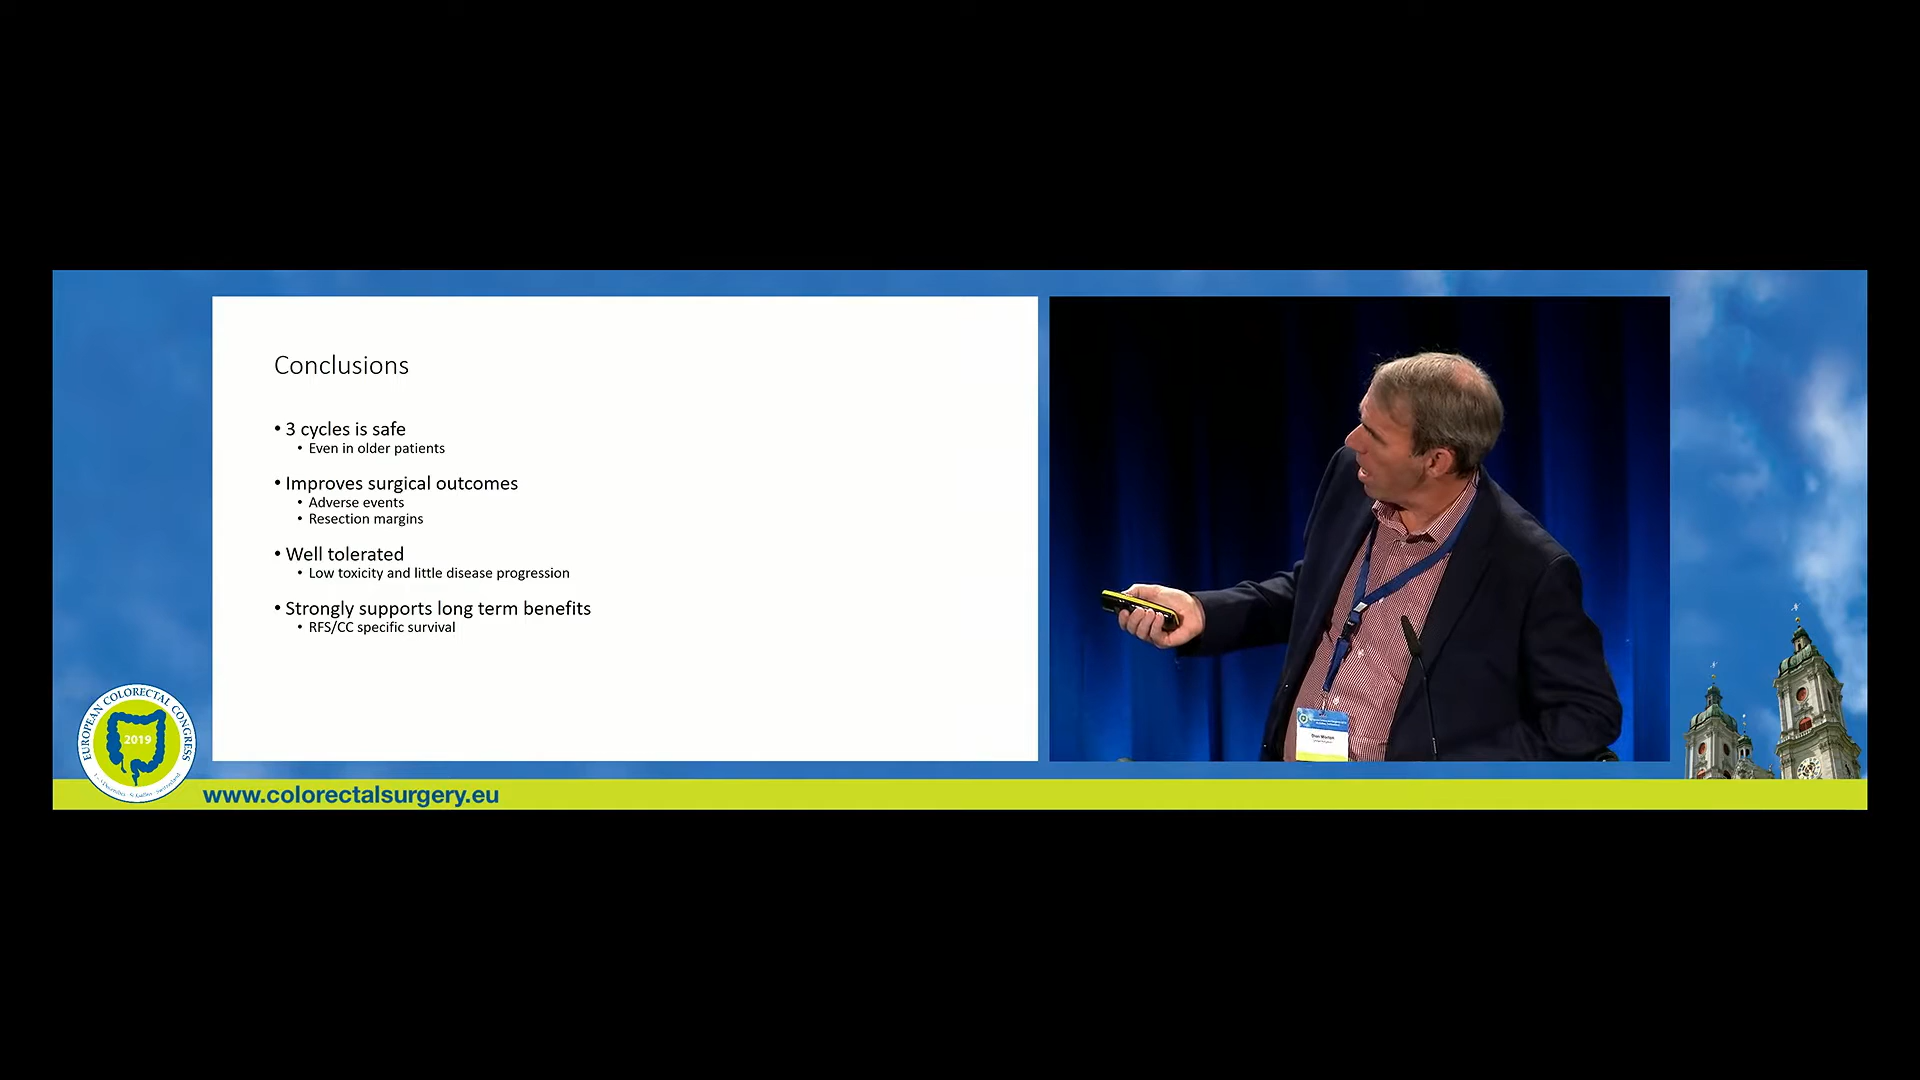 Conclusions
• 3 cycles is safe
• Even in older patients
• Improves surgical outcomes
• Adverse events
• Resection margins
• Well tolerated
• Low toxicity and little disease progression
• Strongly supports long term benefits
• RFS/CC specific survival
EUROPEAN COLORECTAL CONGRESS
2019
www.colorectalsurgery.eu
Dion Morton